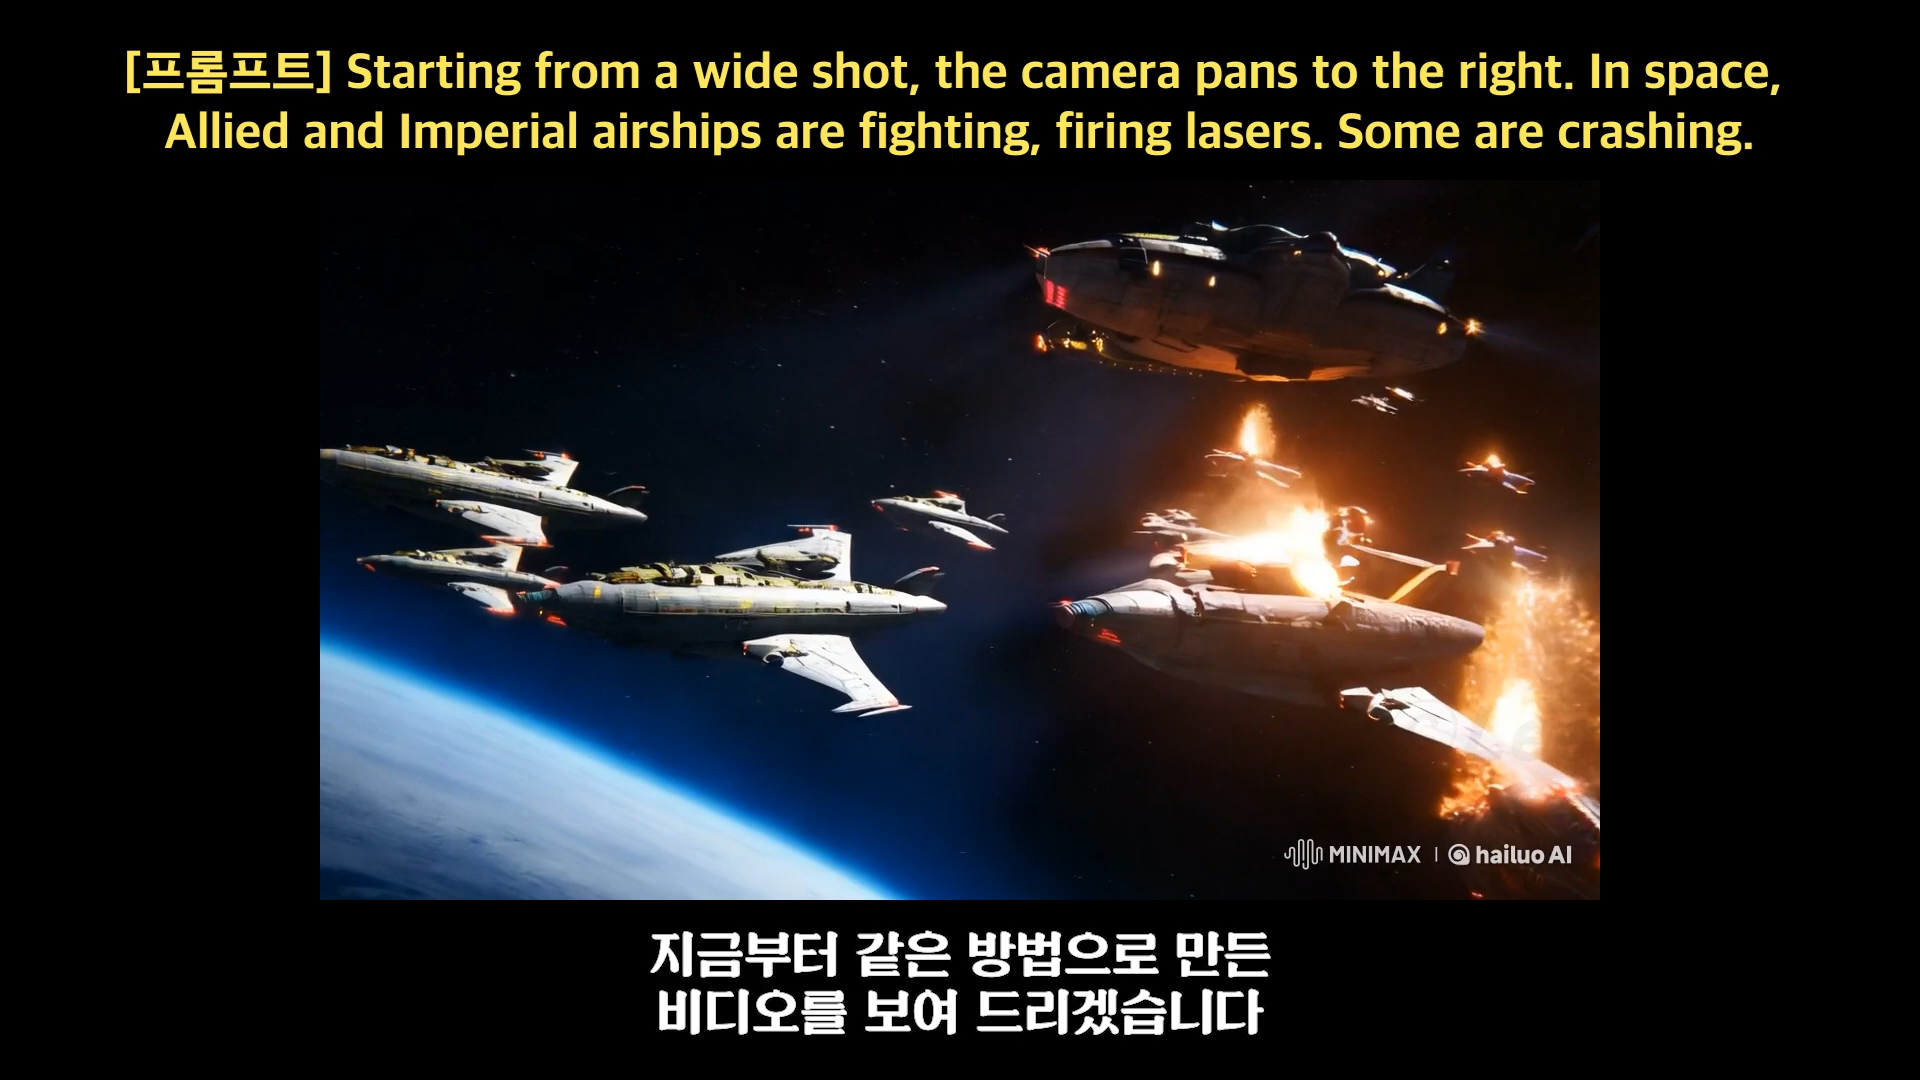 [프롬프트] Starting from a wide shot, the camera pans to the right. In space,
Allied and Imperial airships are fighting, firing lasers. Some are crashing.
MINIMAX | hailuo AI
지금부터 같은 방법으로 만든
비디오를 보여 드리겠습니다